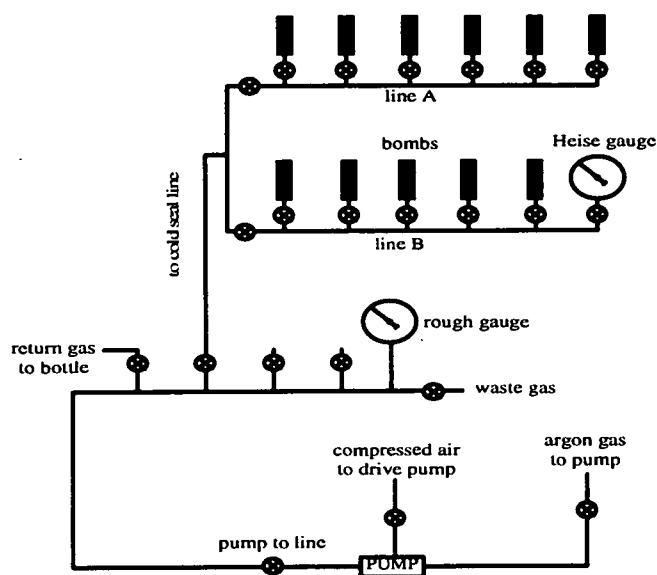 line A
bombs
Heise gauge
to cold seal line
line B
rough gauge
return gas
to bottle
waste gas
compressed air
to drive pump
argon gas
to pump
pump to line
PUMP